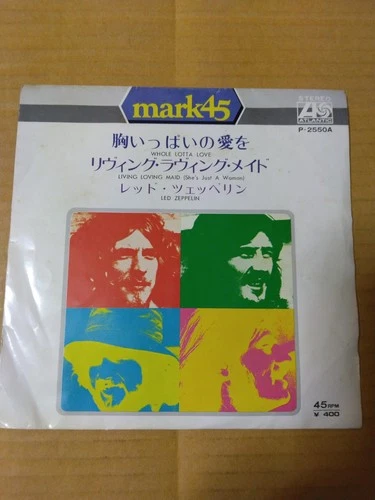 mark45
STEREO
ATLANTIC
P-2550A
胸いっぱいの愛を
WHOLE LOTTA LOVE
リヴィング・ラヴィング・メイド
LIVING LOVING MAID (She's Just A Woman)
レッド・ツェッペリン
LED ZEPPELIN
45 RPM
¥ 400